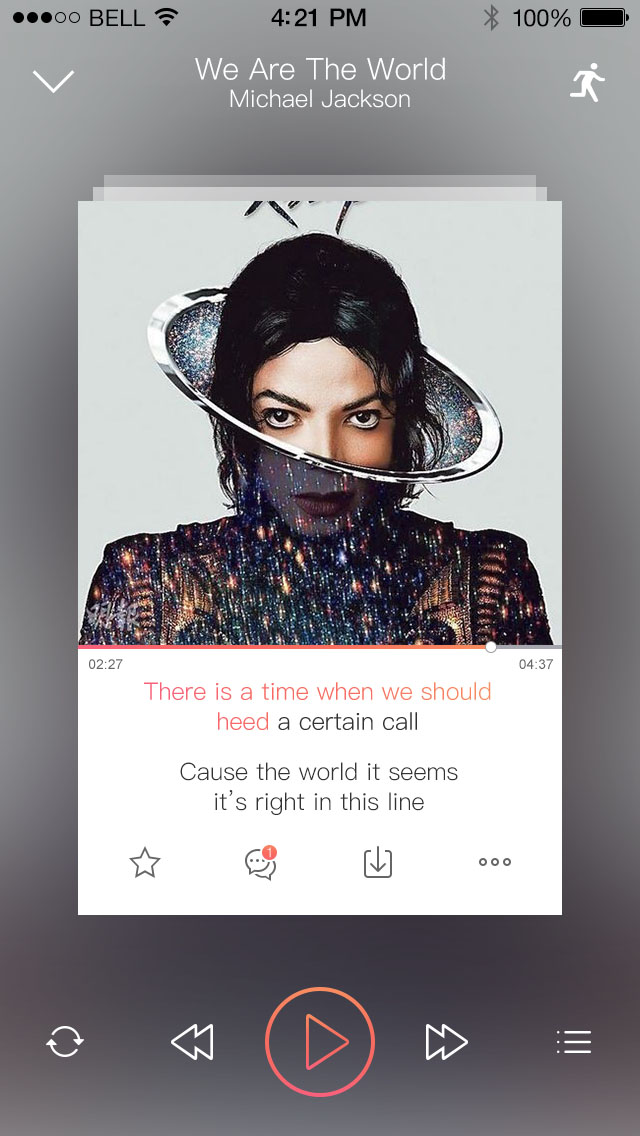 BELL 4:21 PM 100%
We Are The World
Michael Jackson
02:27 04:37
There is a time when we should
heed a certain call
Cause the world it seems
it's right in this line
1